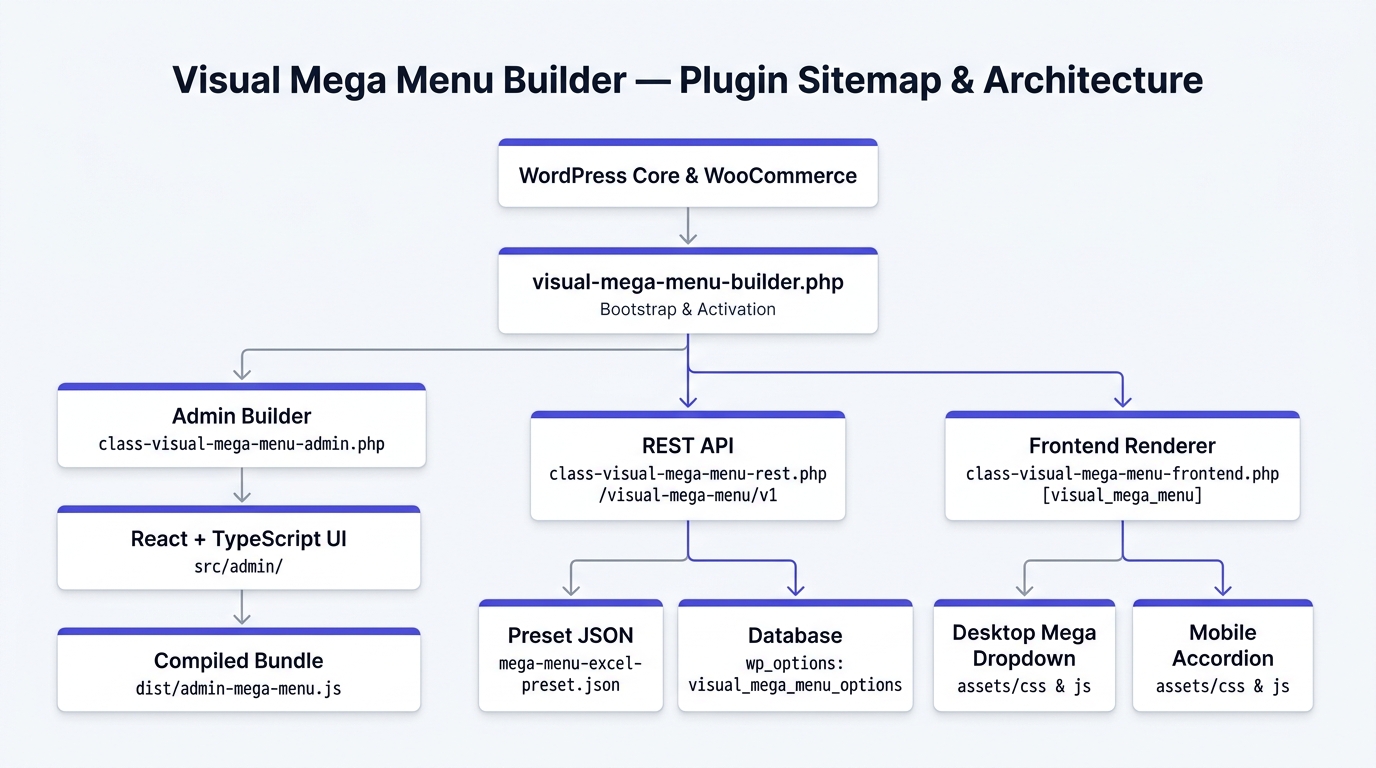 Visual Mega Menu Builder — Plugin Sitemap & Architecture
WordPress Core & WooCommerce
visual-mega-menu-builder.php
Bootstrap & Activation
Admin Builder
class-visual-mega-menu-admin.php
React + TypeScript UI
src/admin/
Compiled Bundle
dist/admin-mega-menu.js
REST API
class-visual-mega-menu-rest.php
/visual-mega-menu/v1
Preset JSON
mega-menu-excel-
preset.json
Database
wp_options:
visual_mega_menu_options
Frontend Renderer
class-visual-mega-menu-frontend.php
[visual_mega_menu]
Desktop Mega
Dropdown
assets/css & js
Mobile
Accordion
assets/css & js